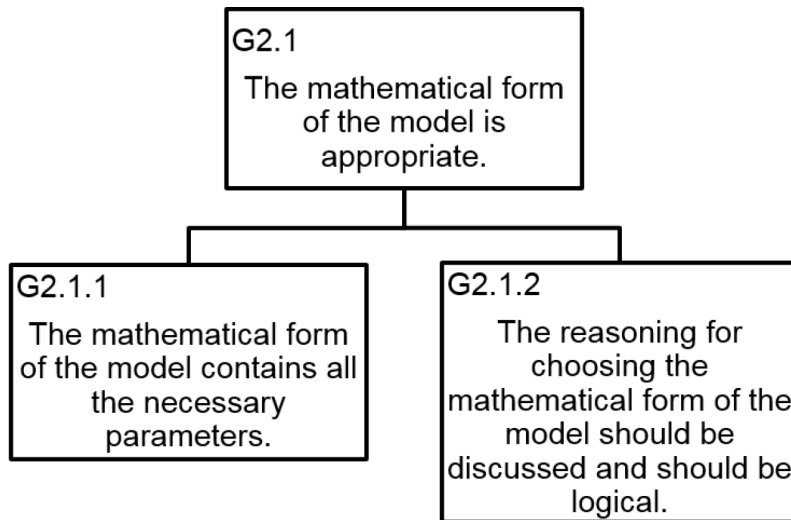 G2.1
The mathematical form
of the model is
appropriate.
G2.1.1
The mathematical form
of the model contains all
the necessary
parameters.
G2.1.2
The reasoning for
choosing the
mathematical form of the
model should be
discussed and should be
logical.